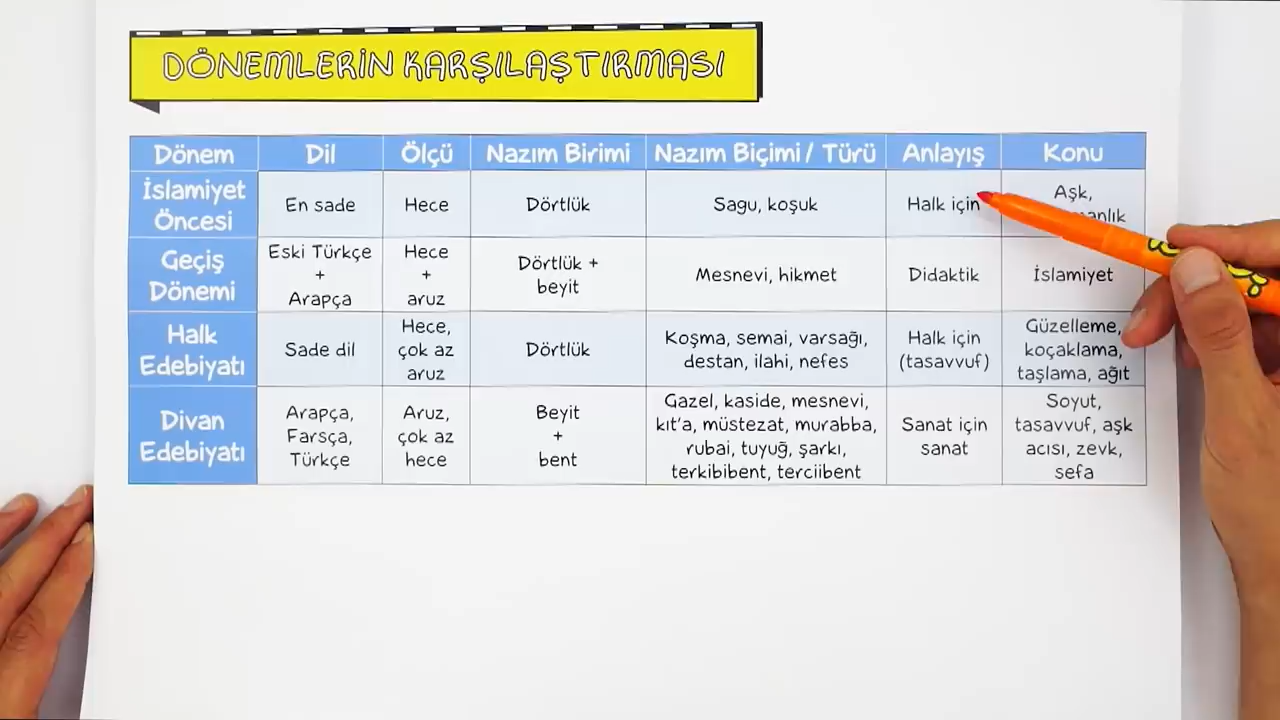 DÖNEMLERİN KARŞILAŞTIRMASI
Dönem Dil Ölçü Nazım Birimi Nazım Biçimi / Türü Anlayış Konu
İslamiyet Öncesi En sade Hece Dörtlük Sagu, koşuk Halk için Aşk,
Geçiş Dönemi Eski Türkçe + Arapça Hece + aruz Dörtlük + beyit Mesnevi, hikmet Didaktik İslamiyet
Halk Edebiyatı Sade dil Hece, çok az aruz Dörtlük Koşma, semai, varsağı, destan, ilahi, nefes Halk için (tasavvuf) Güzelleme, koçaklama, taşlama, ağıt
Divan Edebiyatı Arapça, Farsça, Türkçe Aruz, çok az hece Beyit + bent Gazel, kaside, mesnevi, kıt'a, müstezat, murabba, rubai, tuyuğ, şarkı, terkibibent, terciibent Sanat için sanat Soyut, tasavvuf, aşk acısı, zevk, sefa